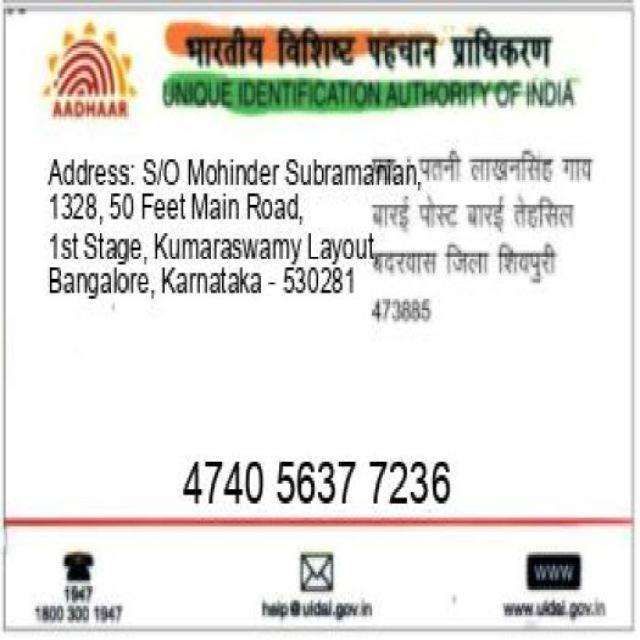 भारतीय विशिष्ट पहचान प्राधिकरण
UNIQUE IDENTIFICATION AUTHORITY OF INDIA
AADHAAR
Address: S/O Mohinder Subramanian,
1328, 50 Feet Main Road,
1st Stage, Kumaraswamy Layout,
Bangalore, Karnataka - 530281
पतनी लाखनसिंह गाय
बारई पोस्ट बारई तेहसिल
बदरवास जिला शिवपुरी
473885
4740 5637 7236
1947
1800 300 1947
help@uidai.gov.in
WWW
www.uidai.gov.in